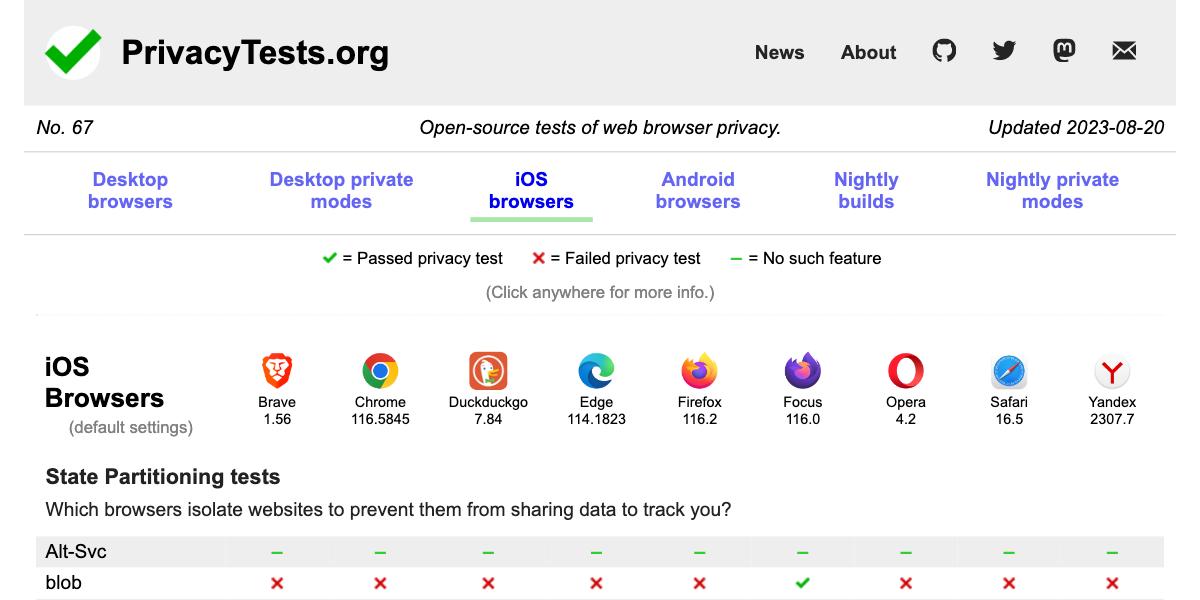 PrivacyTests.org
News About
No. 67 Open-source tests of web browser privacy. Updated 2023-08-20
Desktop browsers Desktop private modes iOS browsers Android browsers Nightly builds Nightly private modes
= Passed privacy test = Failed privacy test = No such feature
(Click anywhere for more info.)
iOS Browsers
(default settings)
Brave Chrome Duckduckgo Edge Firefox Focus Opera Safari Yandex
1.56 116.5845 7.84 114.1823 116.2 116.0 4.2 16.5 2307.7
State Partitioning tests
Which browsers isolate websites to prevent them from sharing data to track you?
Alt-Svc
blob